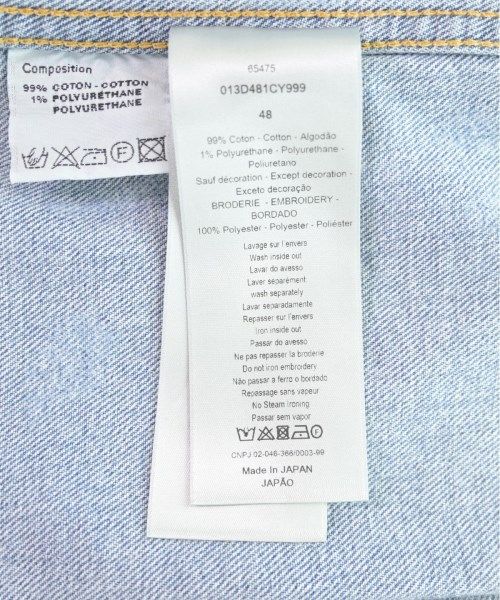 Composition
99% COTON - COTTON
1% POLYURÉTHANE
POLYURETHANE
F
65475
013D481CY999
48
99% Coton - Cotton - Algodão
1% Polyurethane - Polyurethane -
Poliuretano
Sauf décoration - Except decoration -
Exceto decoração
BRODERIE - EMBROIDERY -
BORDADO
100% Polyester - Polyester - Poliéster
Lavage sur l'envers
Wash inside out
Lavar do avesso
Laver séparément
wash separately
Lavar separadamente
Repasser sur l'envers
Iron inside out
Passar do avesso
Ne pas repasser la broderie
Do not iron embroidery
Não passar a ferro o bordado
Repassage sans vapeur
No Steam Ironing
Passar sem vapor
F
CNPJ 02-046-366/0003-99
Made In JAPAN
JAPÃO